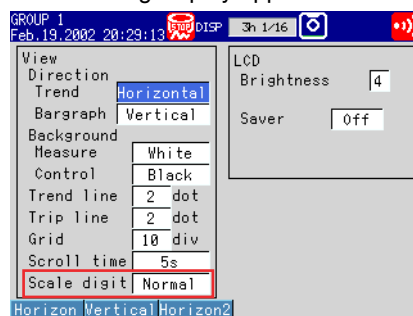 GROUP 1
Feb.19.2002 20:29:13 STOP DISP 3h 1/16
View
Direction
Trend Horizontal
Bargraph Vertical
Background
Measure White
Control Black
Trend line 2 dot
Trip line 2 dot
Grid 10 div
Scroll time 5s
Scale digit Normal
LCD
Brightness 4
Saver Off
Horizon Vertical Horizon2